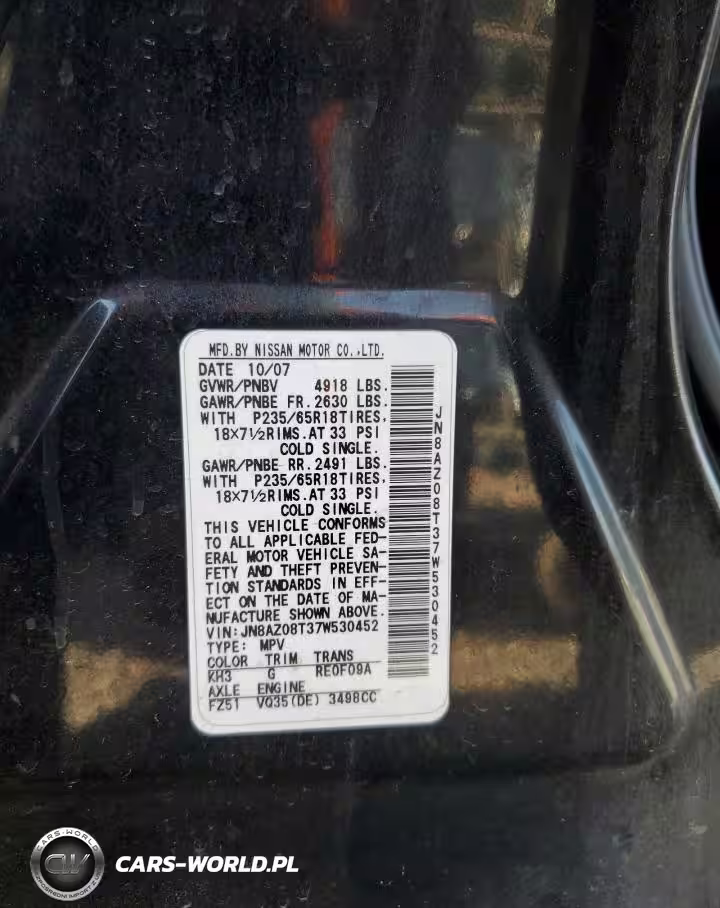 MFD.BY NISSAN MOTOR CO.,LTD.
DATE 10/07
GVWR/PNBV 4918 LBS.
GAWR/PNBE FR.2630 LBS.
WITH P235/65R18TIRES,
18X7½RIMS.AT 33 PSI
COLD SINGLE.
GAWR/PNBE RR.2491 LBS.
WITH P235/65R18TIRES,
18X7½RIMS.AT 33 PSI
COLD SINGLE.
THIS VEHICLE CONFORMS
TO ALL APPLICABLE FED-
ERAL MOTOR VEHICLE SA-
FETY AND THEFT PREVEN-
TION STANDARDS IN EFF-
ECT ON THE DATE OF MA-
NUFACTURE SHOWN ABOVE.
VIN:JN8AZ08T37W530452
TYPE: MPV
COLOR TRIM TRANS
KH3 G RE0F09A
AXLE ENGINE
FZ51 VQ35(DE) 3498CC
JN8AZ08T37W530452
CARS-WORLD
CW
CARS-WORLD.PL